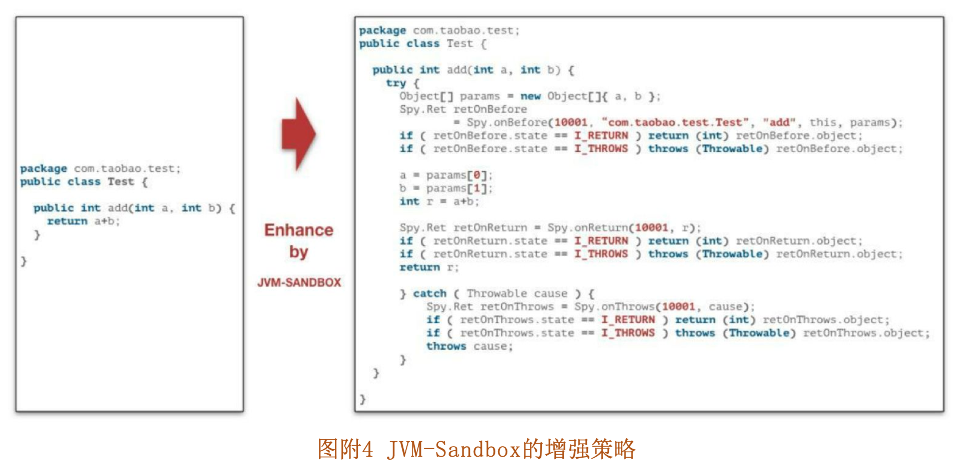 package com.taobao.test;
public class Test {
public int add(int a, int b) {
return a+b;
}
}
Enhance
by
JVM-SANDBOX
package com.taobao.test;
public class Test {
public int add(int a, int b) {
try {
Object[] params = new Object[]{ a, b };
Spy.Ret retOnBefore
= Spy.onBefore(10001, "com.taobao.test.Test", "add", this, params);
if ( retOnBefore.state == I_RETURN ) return (int) retOnBefore.object;
if ( retOnBefore.state == I_THROWS ) throws (Throwable) retOnBefore.object;
a = params[0];
b = params[1];
int r = a+b;
Spy.Ret retOnReturn = Spy.onReturn(10001, r);
if ( retOnReturn.state == I_RETURN ) return (int) retOnReturn.object;
if ( retOnReturn.state == I_THROWS ) throws (Throwable) retOnReturn.object;
return r;
} catch ( Throwable cause ) {
Spy.Ret retOnThrows = Spy.onThrows(10001, cause);
if ( retOnThrows.state == I_RETURN ) return (int) retOnThrows.object;
if ( retOnThrows.state == I_THROWS ) throws (Throwable) retOnThrows.object;
throws cause;
}
}
}
图附4 JVM-Sandbox的增强策略